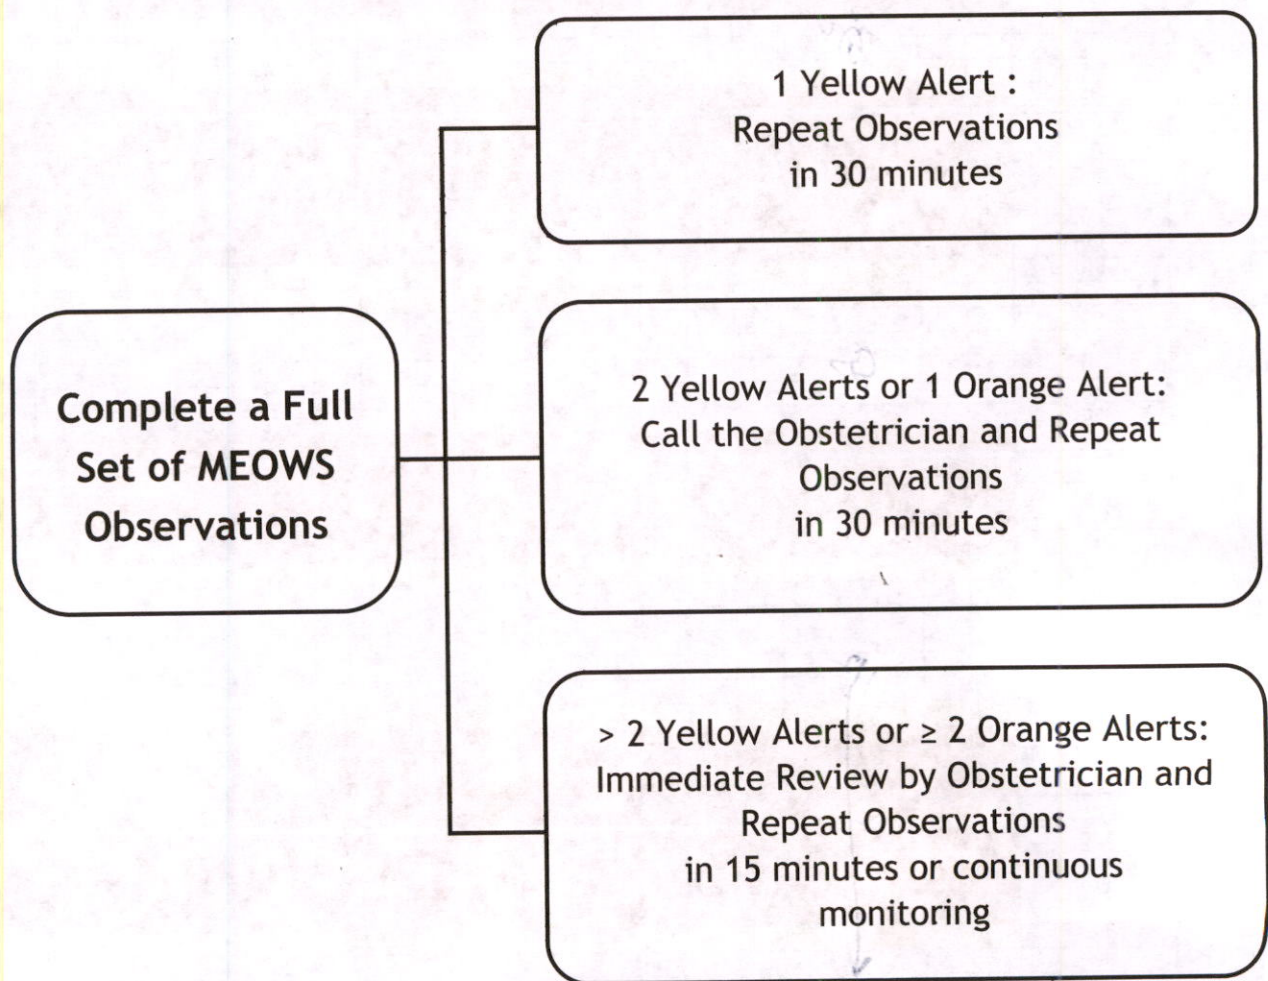 1 Yellow Alert :
Repeat Observations
in 30 minutes
Complete a Full
Set of MEOWS
Observations
2 Yellow Alerts or 1 Orange Alert:
Call the Obstetrician and Repeat
Observations
in 30 minutes
> 2 Yellow Alerts or ≥ 2 Orange Alerts:
Immediate Review by Obstetrician and
Repeat Observations
in 15 minutes or continuous
monitoring